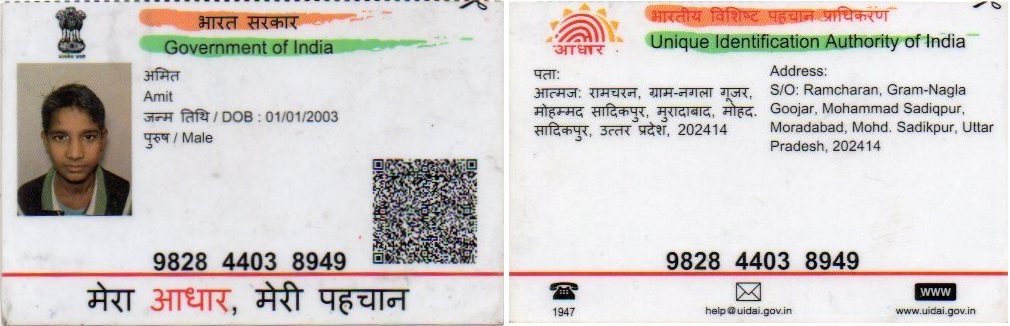 भारत सरकार
Government of India
अमित
Amit
जन्म तिथि / DOB : 01/01/2003
पुरुष / Male
9828 4403 8949
मेरा आधार, मेरी पहचान
भारतीय विशिष्ट पहचान प्राधिकरण
आधार
Unique Identification Authority of India
पता:
आत्मज: रामचरन, ग्राम-नगला गूजर,
मोहम्मद सादिकपुर, मुरादाबाद, मोहद.
सादिकपुर, उत्तर प्रदेश, 202414
Address:
S/O: Ramcharan, Gram-Nagla
Goojar, Mohammad Sadiqpur,
Moradabad, Mohd. Sadikpur, Uttar
Pradesh, 202414
9828 4403 8949
1947
help@uidai.gov.in
www
www.uidai.gov.in